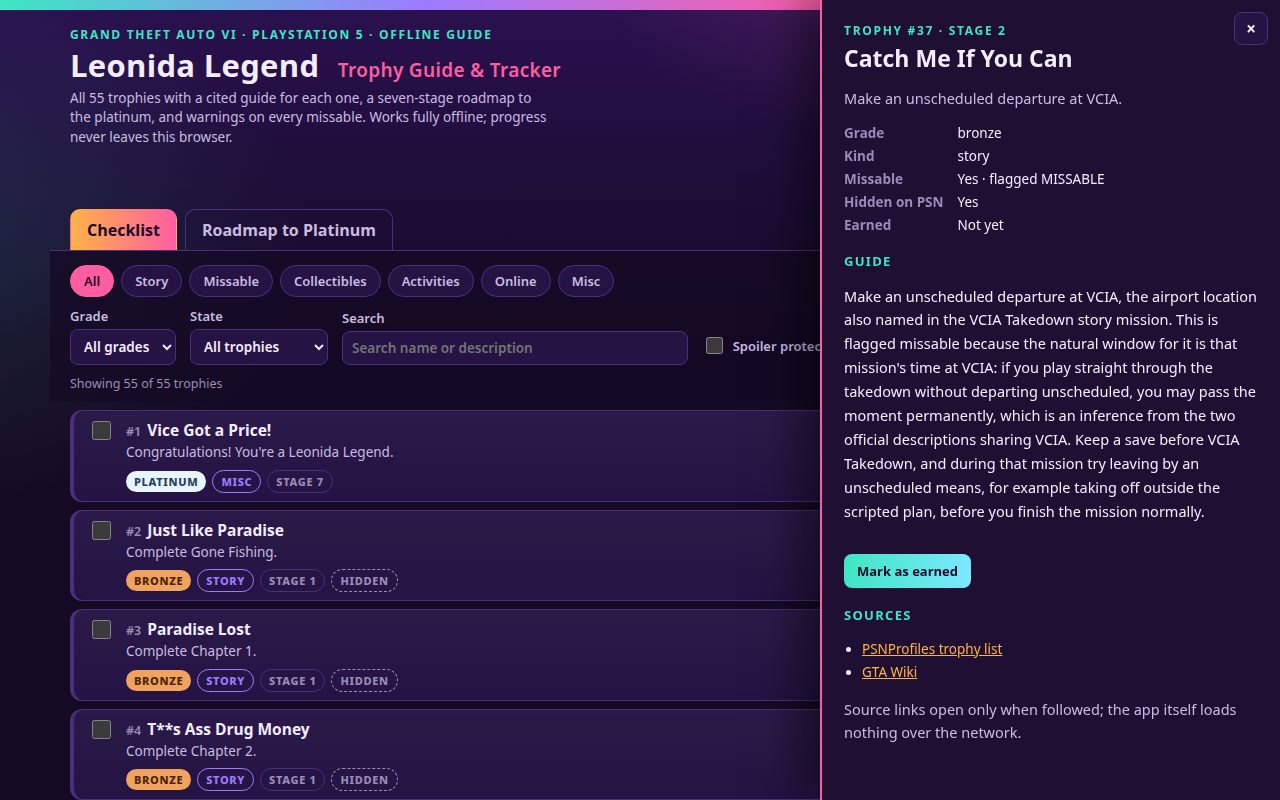 GRAND THEFT AUTO VI · PLAYSTATION 5 · OFFLINE GUIDE
Leonida Legend Trophy Guide & Tracker
All 55 trophies with a cited guide for each one, a seven-stage roadmap to
the platinum, and warnings on every missable. Works fully offline; progress
never leaves this browser.
Checklist
Roadmap to Platinum
All
Story
Missable
Collectibles
Activities
Online
Misc
Grade
State
Search
All grades
All trophies
Search name or description
Spoiler protec
Showing 55 of 55 trophies
#1 Vice Got a Price!
Congratulations! You're a Leonida Legend.
PLATINUM MISC STAGE 7
#2 Just Like Paradise
Complete Gone Fishing.
BRONZE STORY STAGE 1 HIDDEN
#3 Paradise Lost
Complete Chapter 1.
BRONZE STORY STAGE 1 HIDDEN
#4 T**s Ass Drug Money
Complete Chapter 2.
BRONZE STORY STAGE 1 HIDDEN
TROPHY #37 · STAGE 2
×
Catch Me If You Can
Make an unscheduled departure at VCIA.
Grade bronze
Kind story
Missable Yes · flagged MISSABLE
Hidden on PSN Yes
Earned Not yet
GUIDE
Make an unscheduled departure at VCIA, the airport location
also named in the VCIA Takedown story mission. This is
flagged missable because the natural window for it is that
mission's time at VCIA: if you play straight through the
takedown without departing unscheduled, you may pass the
moment permanently, which is an inference from the two
official descriptions sharing VCIA. Keep a save before VCIA
Takedown, and during that mission try leaving by an
unscheduled means, for example taking off outside the
scripted plan, before you finish the mission normally.
Mark as earned
SOURCES
PSNProfiles trophy list
GTA Wiki
Source links open only when followed; the app itself loads
nothing over the network.